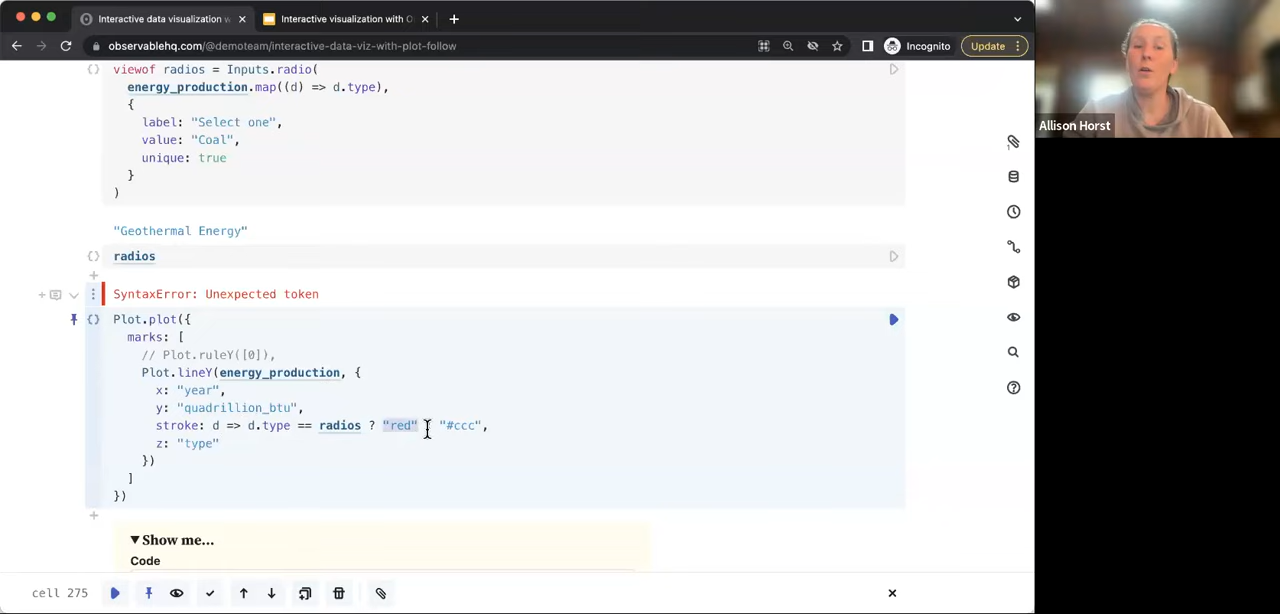 Interactive data visualization w
Interactive visualization with O
observablehq.com/@demoteam/interactive-data-viz-with-plot-follow
Incognito
Update
viewof radios = Inputs.radio(
energy_production.map((d) => d.type),
{
label: "Select one",
value: "Coal",
unique: true
}
)
Allison Horst
"Geothermal Energy"
radios
SyntaxError: Unexpected token
Plot.plot({
marks: [
// Plot.ruleY([0]),
Plot.lineY(energy_production, {
x: "year",
y: "quadrillion_btu",
stroke: d => d.type == radios ? "red" "#ccc",
z: "type"
})
]
})
Show me...
Code
cell 275